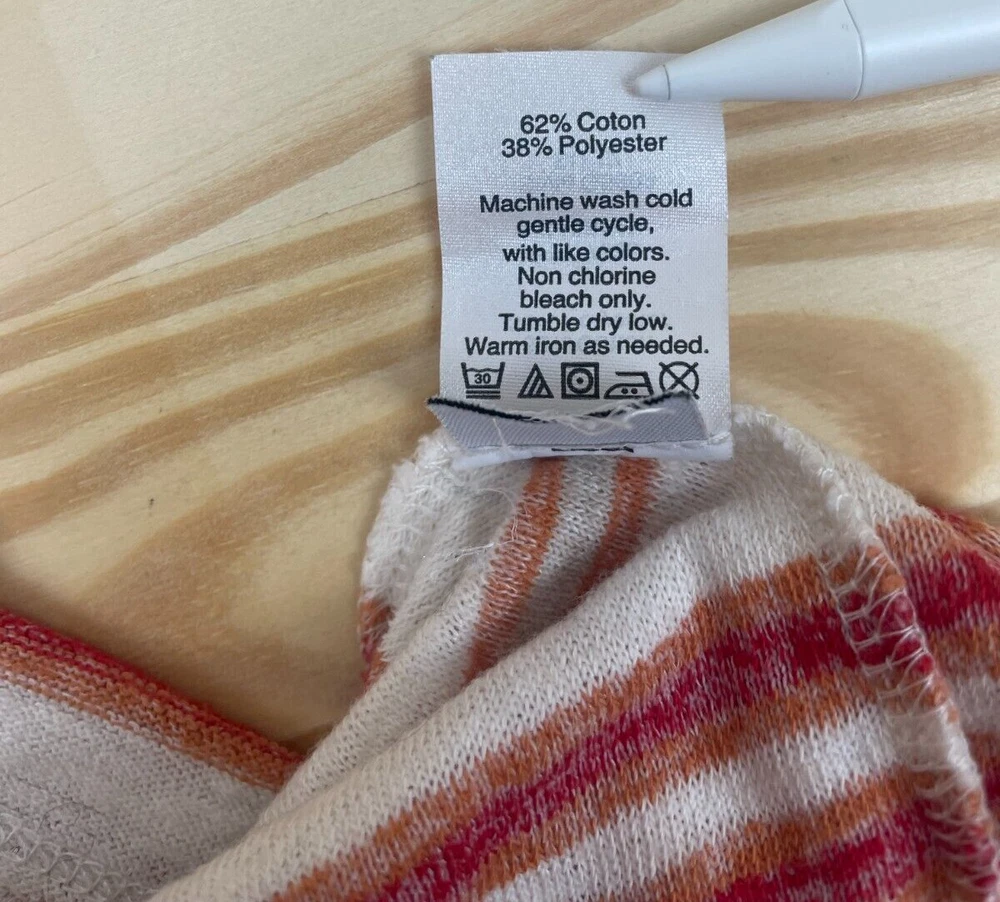 62% Coton
38% Polyester
Machine wash cold
gentle cycle,
with like colors.
Non chlorine
bleach only.
Tumble dry low.
Warm iron as needed.
30